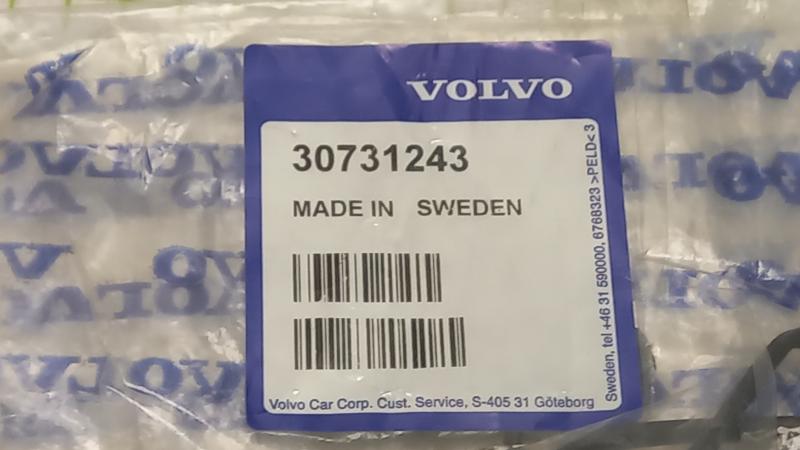 VOLVO
30731243
MADE IN SWEDEN
Volvo Car Corp. Cust. Service, S-405 31 Göteborg
Sweden, tel +46 31 590000, 6768323 >PELD< 3